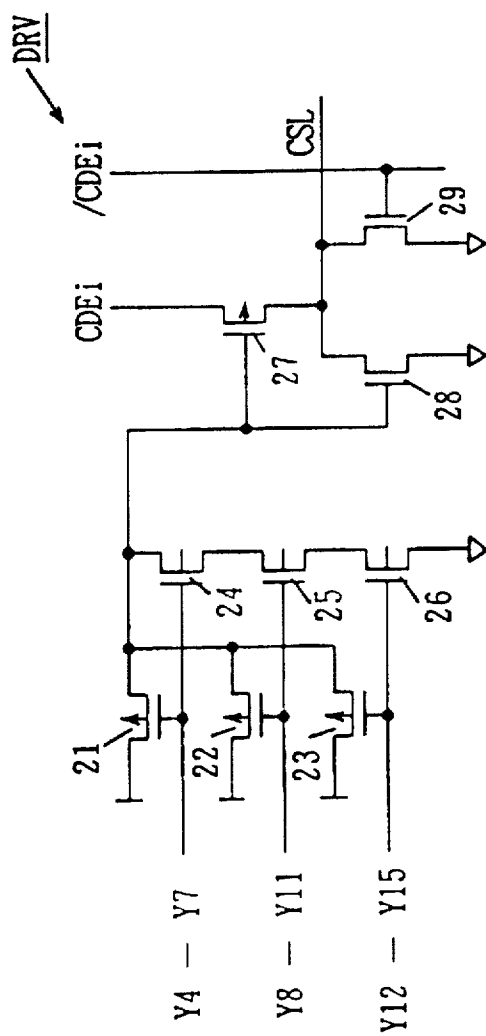 DRV
/CDEi
CDEi
CSL
21
22
23
24
25
26
27
28
29
Y4 — Y7
Y8 — Y11
Y12 — Y15